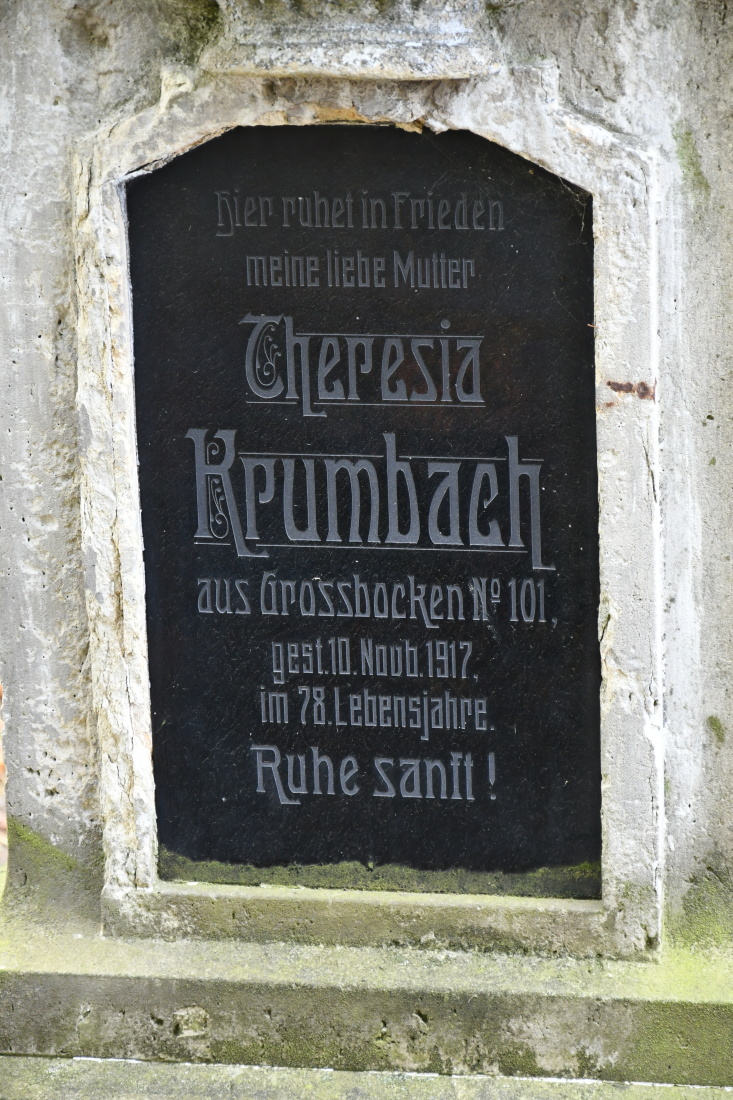 Hier ruhet in Frieden
meine liebe Mutter
Theresia
Krumbach
aus Grossbocken Nº 101,
gest. 10. Novb. 1917,
im 78. Lebensjahre.
Ruhe sanft!